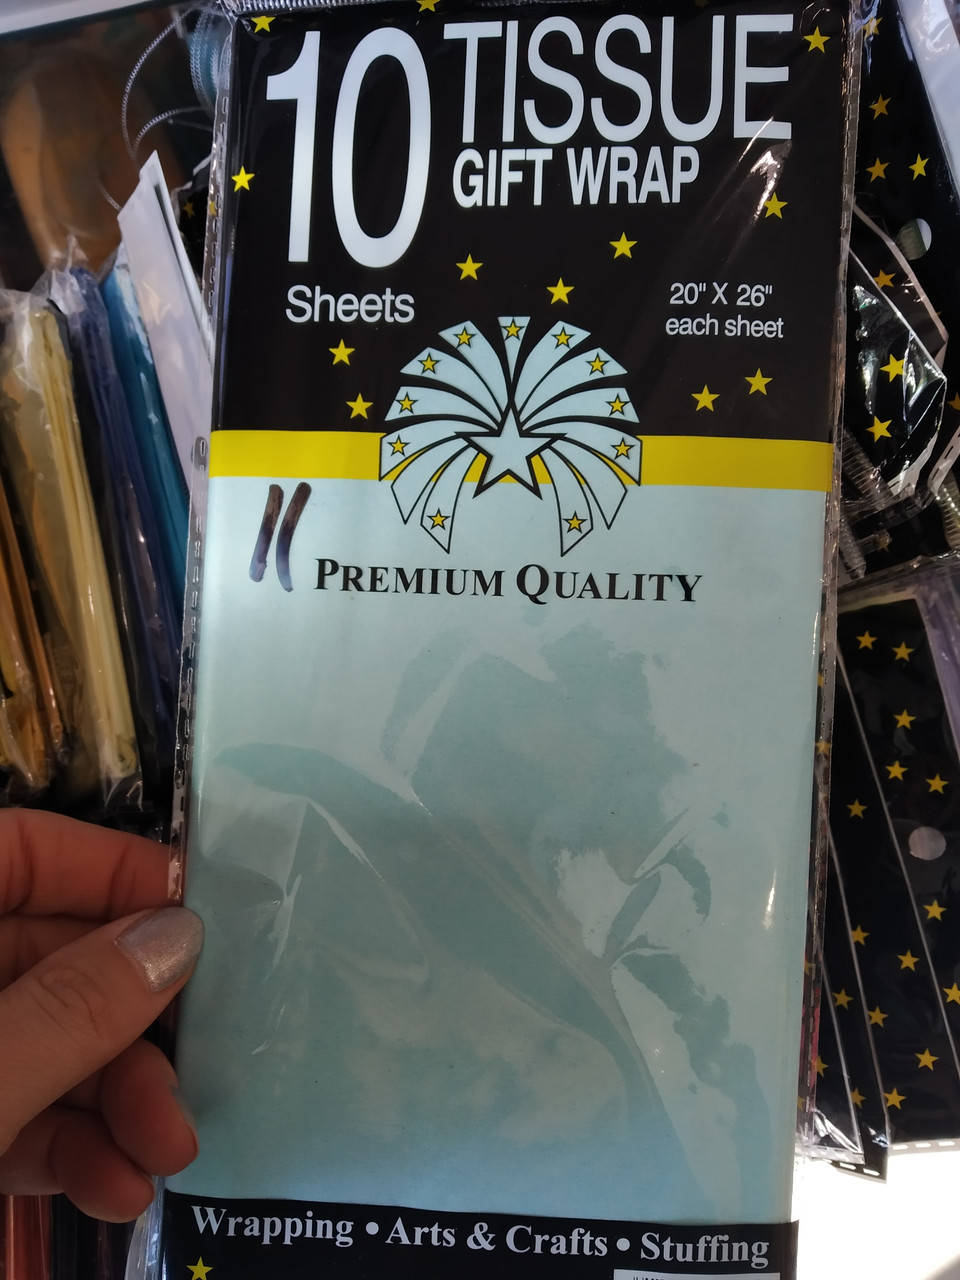 10 TISSUE
GIFT WRAP
Sheets
20" X 26"
each sheet
PREMIUM QUALITY
Wrapping • Arts & Crafts • Stuffing